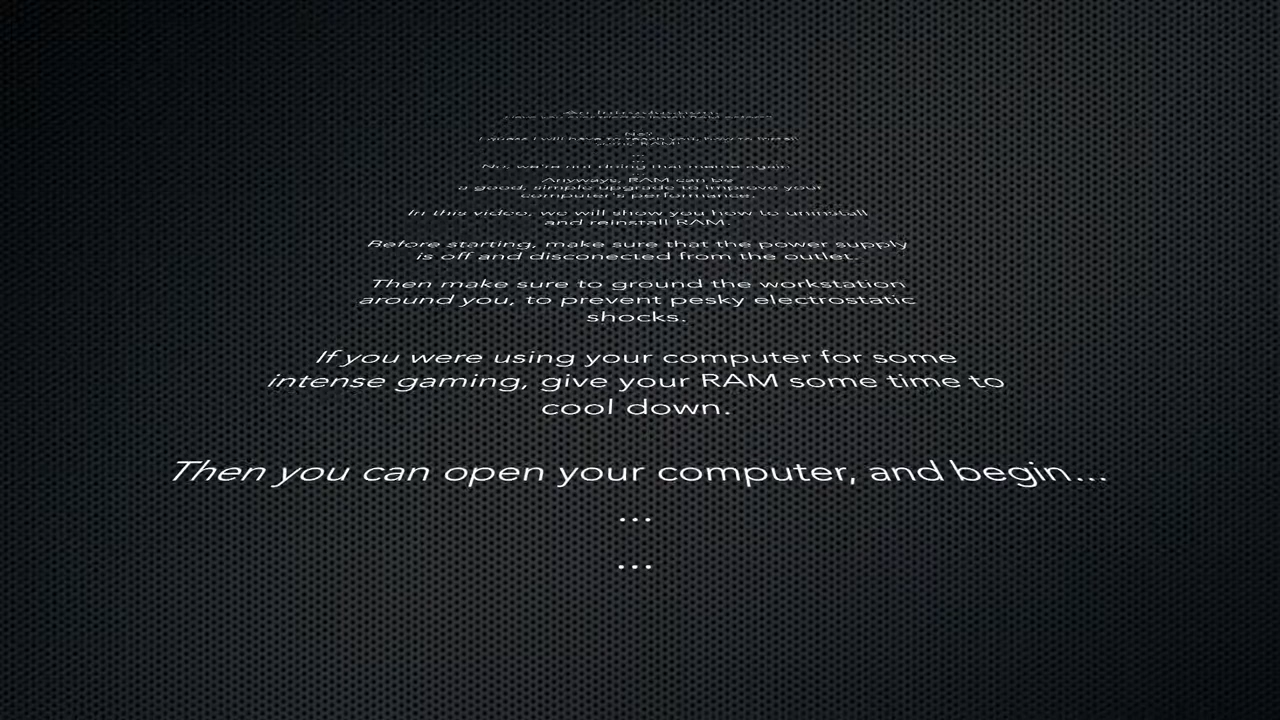 An Introduction:
Have you ever tried to install RAM before?
No?
I guess I will have to teach you, how to install
some RAM!
...
No, we're not doing that meme again
...
Anyways, RAM can be
a good, simple upgrade to improve your
computer's performance.
In this video, we will show you how to uninstall
and reinstall RAM.
Before starting, make sure that the power supply
is off and disconected from the outlet.
Then make sure to ground the workstation
around you, to prevent pesky electrostatic
shocks.
If you were using your computer for some
intense gaming, give your RAM some time to
cool down.
Then you can open your computer, and begin...
...
...